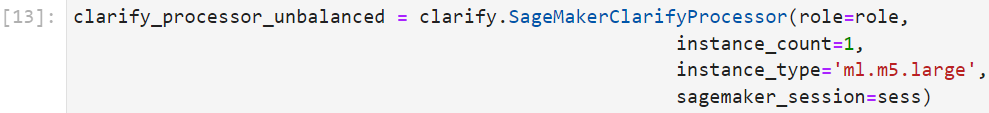 [13]: clarify_processor_unbalanced = clarify.SageMakerClarifyProcessor(role=role,
instance_count=1,
instance_type='ml.m5.large',
sagemaker_session=sess)